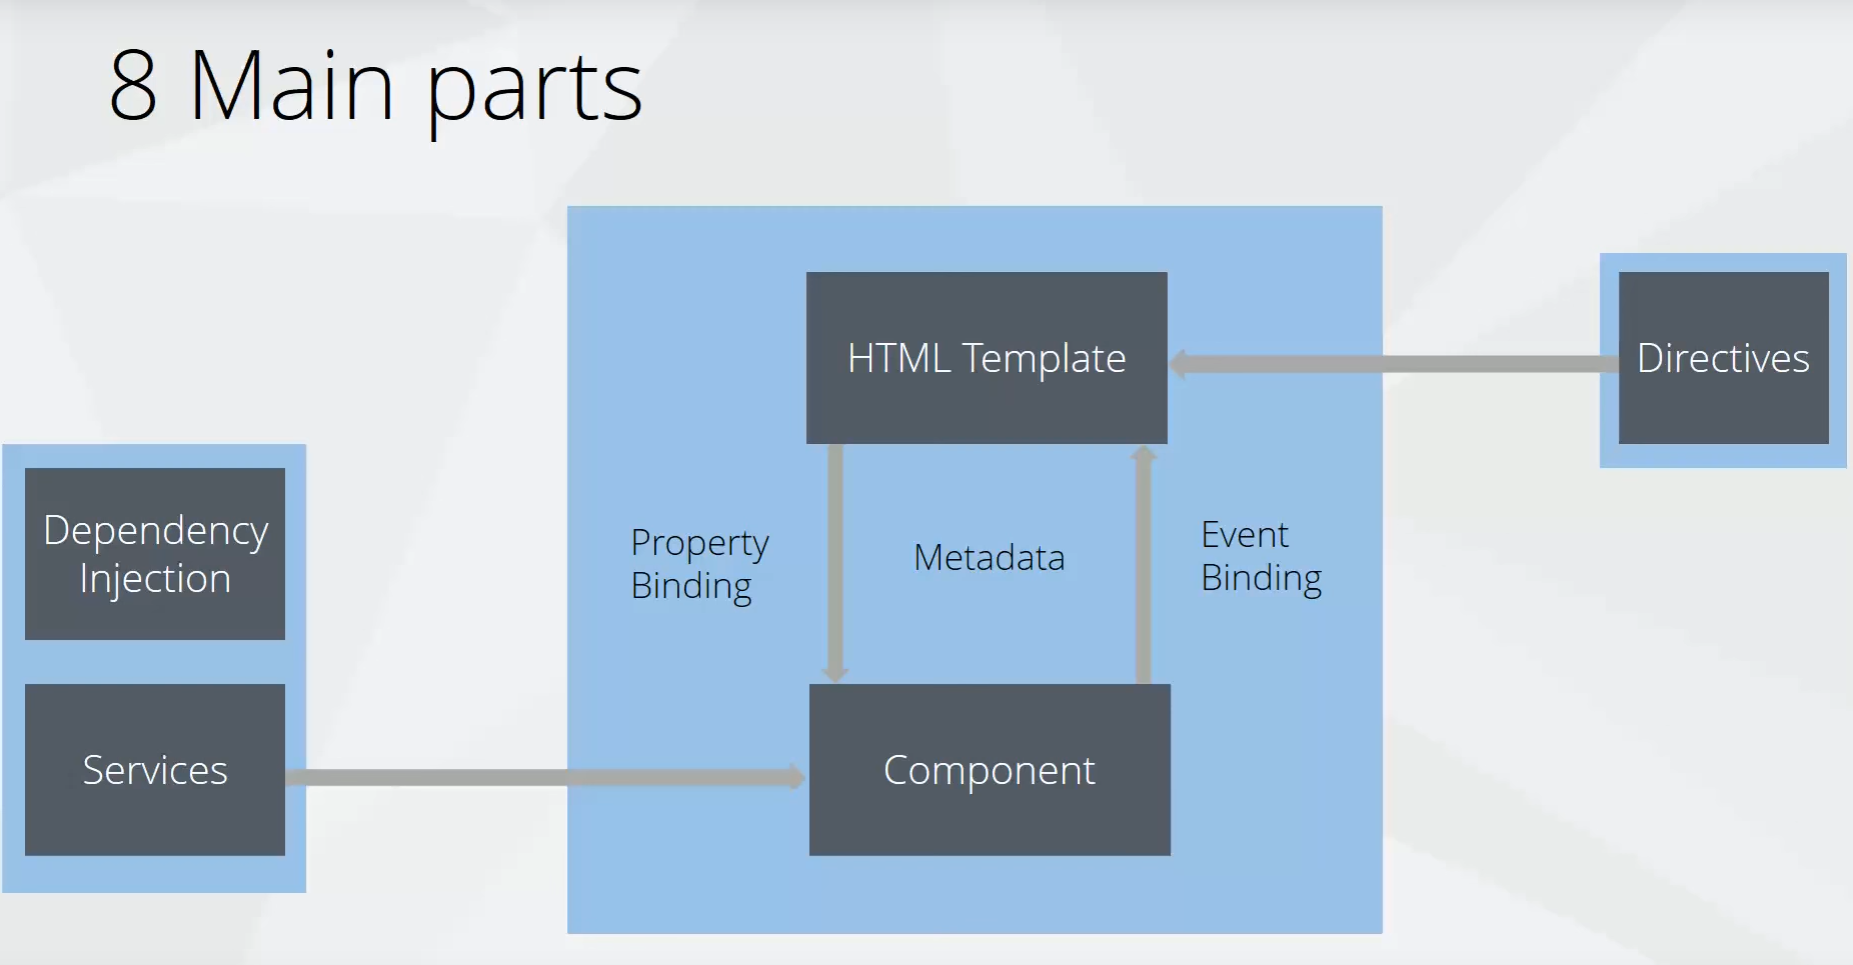 8 Main parts
HTML Template
Directives
Dependency
Injection
Property
Binding
Metadata
Event
Binding
Services
Component